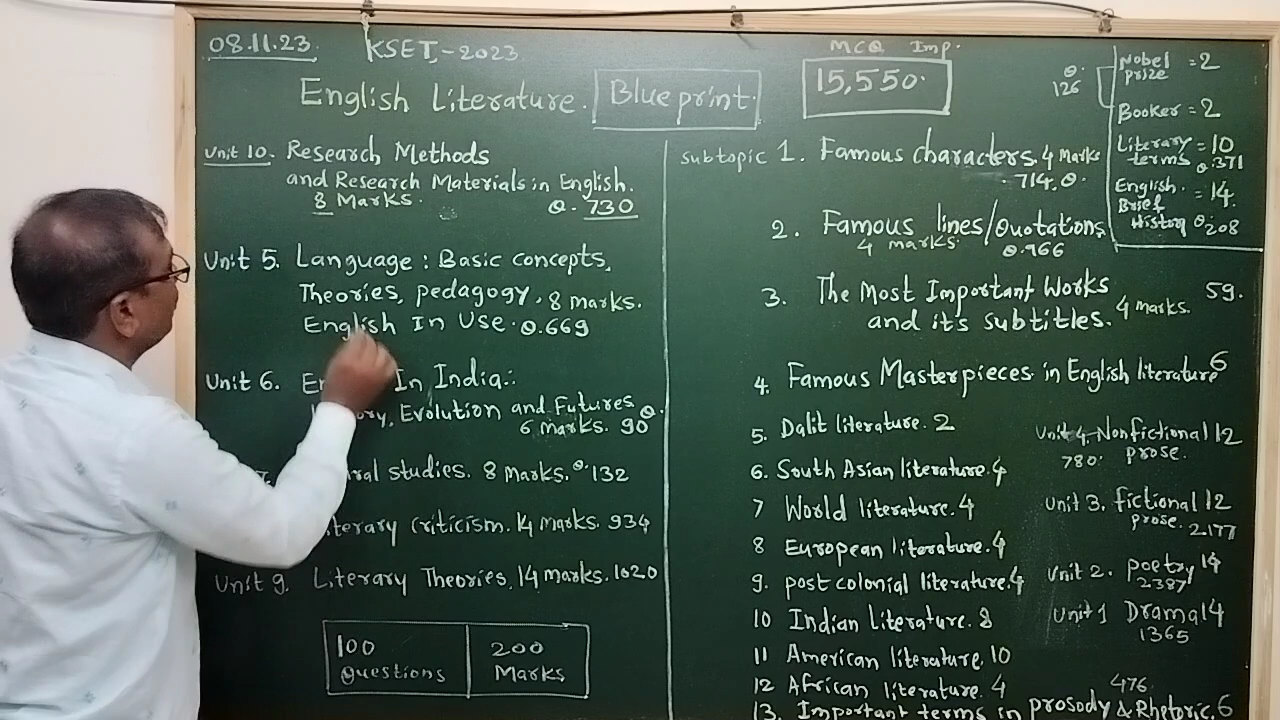 08.11.23. KSET-2023
English Literature. Blue print.
MCQ Imp.
15,550.
Unit 10. Research Methods
and Research Materials in English.
8 Marks. Q. 730
Unit 5. Language: Basic concepts,
Theories, pedagogy, 8 marks.
English In Use. Q.669
Unit 6. In India:
Evolution and Futures Q.
6 marks. 90
studies. 8 Marks. Q. 132
Criticism. 14 Marks. 934
Unit 9. Literary Theories, 14 marks. 1020
100 200
questions Marks
Q.
126
Nobel = 2
prize
Booker = 2
Literary = 10
terms Q.371
English = 14.
Brief
History Q.208
subtopic 1. Famous characters. 4 Marks
714. Q.
2. Famous lines/Quotations
4 marks. Q.966
3. The Most Important Works 59.
and its subtitles. 4 marks.
4. Famous Masterpieces in English literature 6
5. Dalit literature. 2
6. South Asian literature. 4
7 World literature. 4
8 European literature. 4
9. post colonial literature. 4
10 Indian Literature. 8
11 American literature. 10
12 African literature. 4
476.
13. Important terms in prosody & Rhetoric. 6
Unit 4. Nonfictional 12
780. prose.
Unit 3. fictional 12
prose. 2177
Unit 2. poetry 14
2387
Unit 1 Drama 14
1365